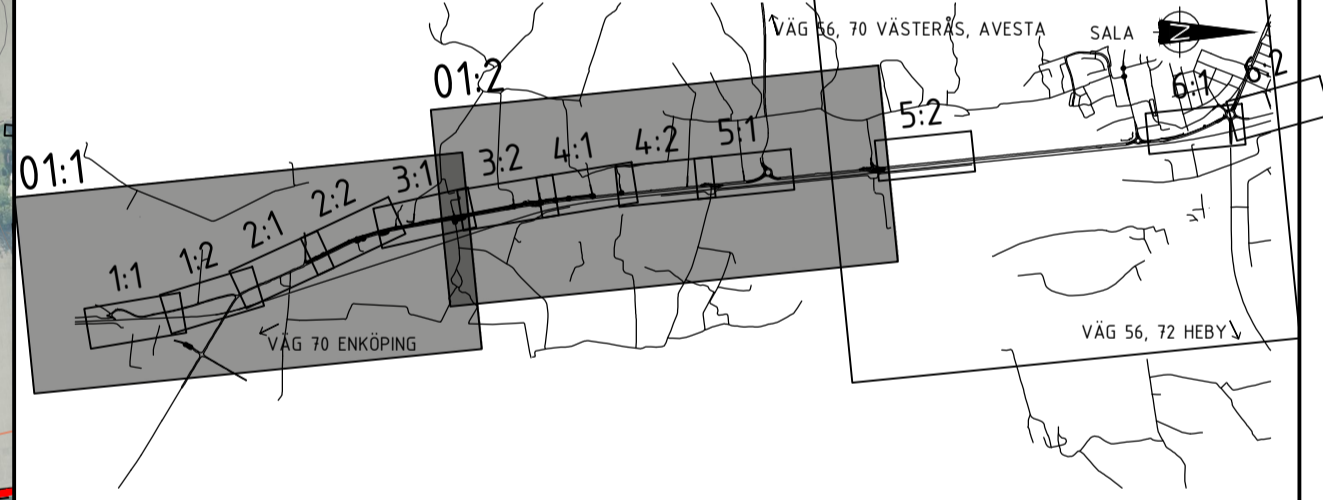 VÄG 56, 70 VÄSTERÅS, AVESTA
SALA
N
01:2
6:2
6:1
5:2
5:1
4:2
4:1
3:2
3:1
01:1
2:2
2:1
1:2
1:1
VÄG 70 ENKÖPING
VÄG 56, 72 HEBY